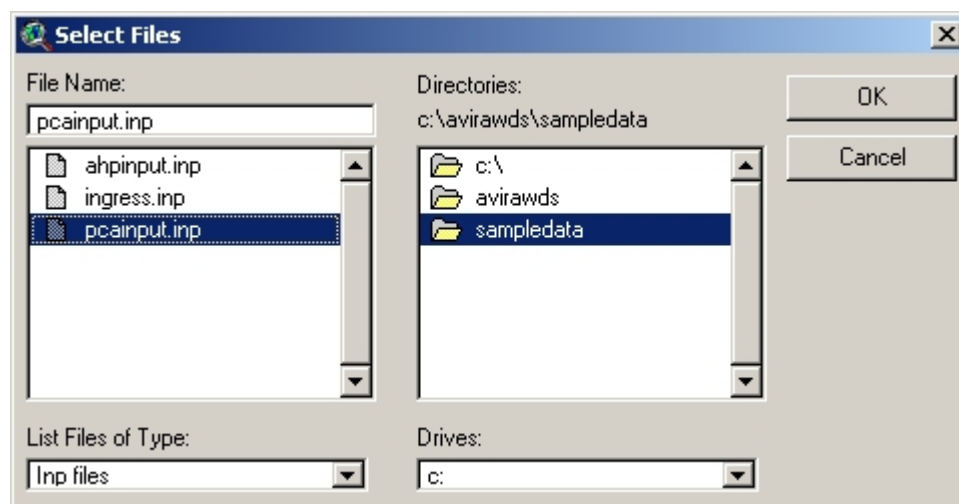 Select Files
File Name:
pcainput.inp
ahpinput.inp
ingress.inp
pcainput.inp
List Files of Type:
Inp files
Directories:
c:\avirawds\sampledata
c:\
avirawds
sampledata
Drives:
c:
OK
Cancel